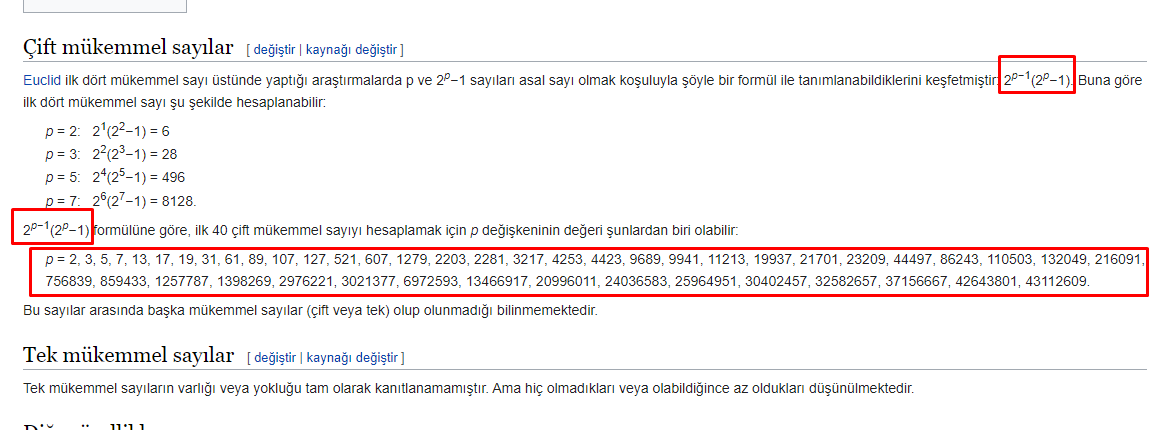 Çift mükemmel sayılar [ değiştir | kaynağı değiştir ]
Euclid ilk dört mükemmel sayı üstünde yaptığı araştırmalarda p ve 2^p−1 sayıları asal sayı olmak koşuluyla şöyle bir formül ile tanımlanabildiklerini keşfetmiştir: 2^p−1(2^p−1). Buna göre
ilk dört mükemmel sayı şu şekilde hesaplanabilir:
p = 2: 2^1(2^2−1) = 6
p = 3: 2^2(2^3−1) = 28
p = 5: 2^4(2^5−1) = 496
p = 7: 2^6(2^7−1) = 8128.
2^p−1(2^p−1) formülüne göre, ilk 40 çift mükemmel sayıyı hesaplamak için p değişkeninin değeri şunlardan biri olabilir:
p = 2, 3, 5, 7, 13, 17, 19, 31, 61, 89, 107, 127, 521, 607, 1279, 2203, 2281, 3217, 4253, 4423, 9689, 9941, 11213, 19937, 21701, 23209, 44497, 86243, 110503, 132049, 216091,
756839, 859433, 1257787, 1398269, 2976221, 3021377, 6972593, 13466917, 20996011, 24036583, 25964951, 30402457, 32582657, 37156667, 42643801, 43112609.
Bu sayılar arasında başka mükemmel sayılar (çift veya tek) olup olunmadığı bilinmemektedir.
Tek mükemmel sayılar [ değiştir | kaynağı değiştir ]
Tek mükemmel sayıların varlığı veya yokluğu tam olarak kanıtlanamamıştır. Ama hiç olmadıkları veya olabildiğince az oldukları düşünülmektedir.